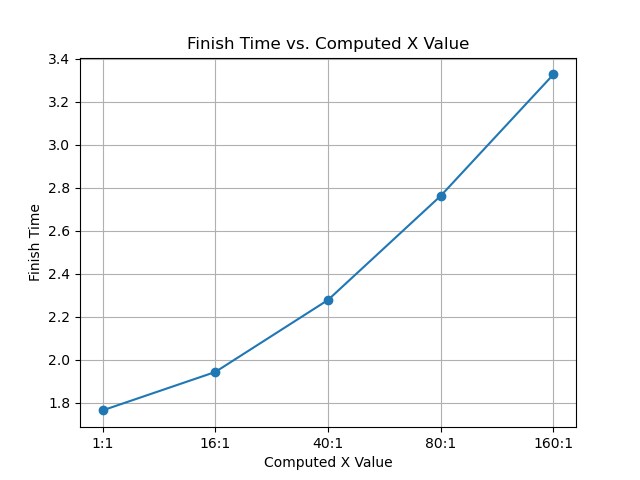 Finish Time vs. Computed X Value
3.4
3.2
3.0
2.8
2.6
2.4
2.2
2.0
1.8
Finish Time
1:1 16:1 40:1 80:1 160:1
Computed X Value